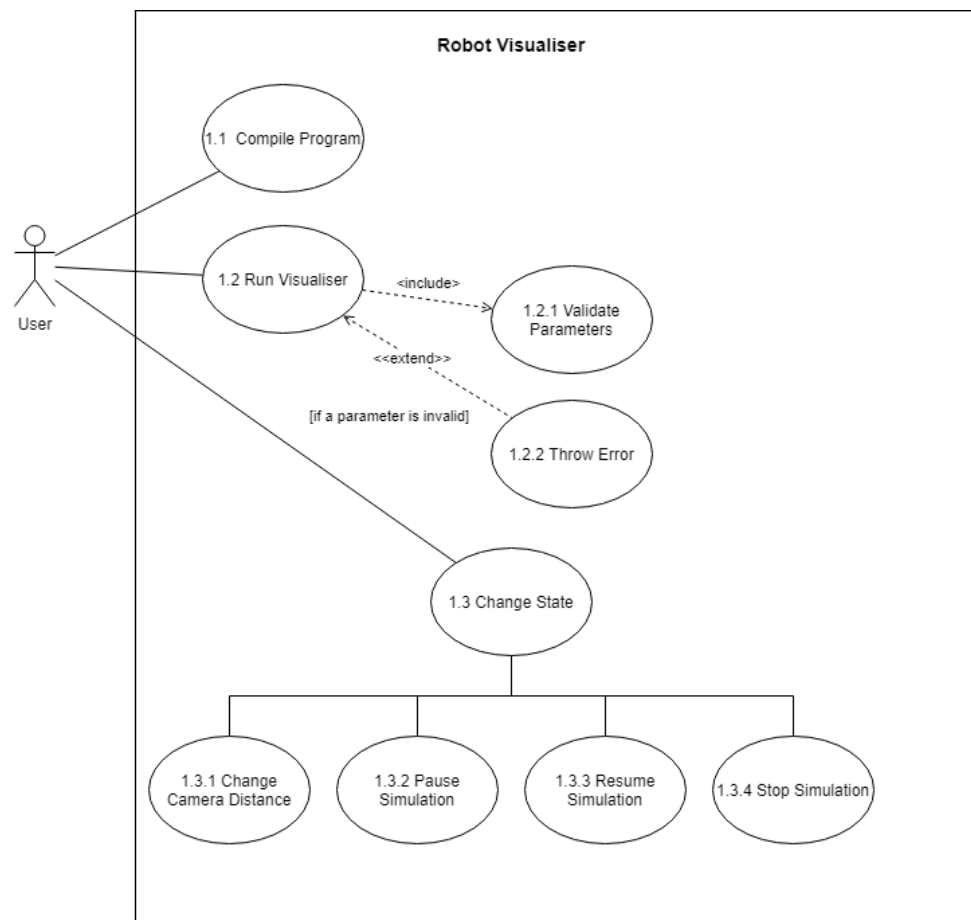 Robot Visualiser
1.1  Compile Program
1.2 Run Visualiser
<include>
1.2.1 Validate
Parameters
User
<<extend>>
[if a parameter is invalid]
1.2.2 Throw Error
1.3 Change State
1.3.1 Change
Camera Distance
1.3.2 Pause
Simulation
1.3.3 Resume
Simulation
1.3.4 Stop Simulation